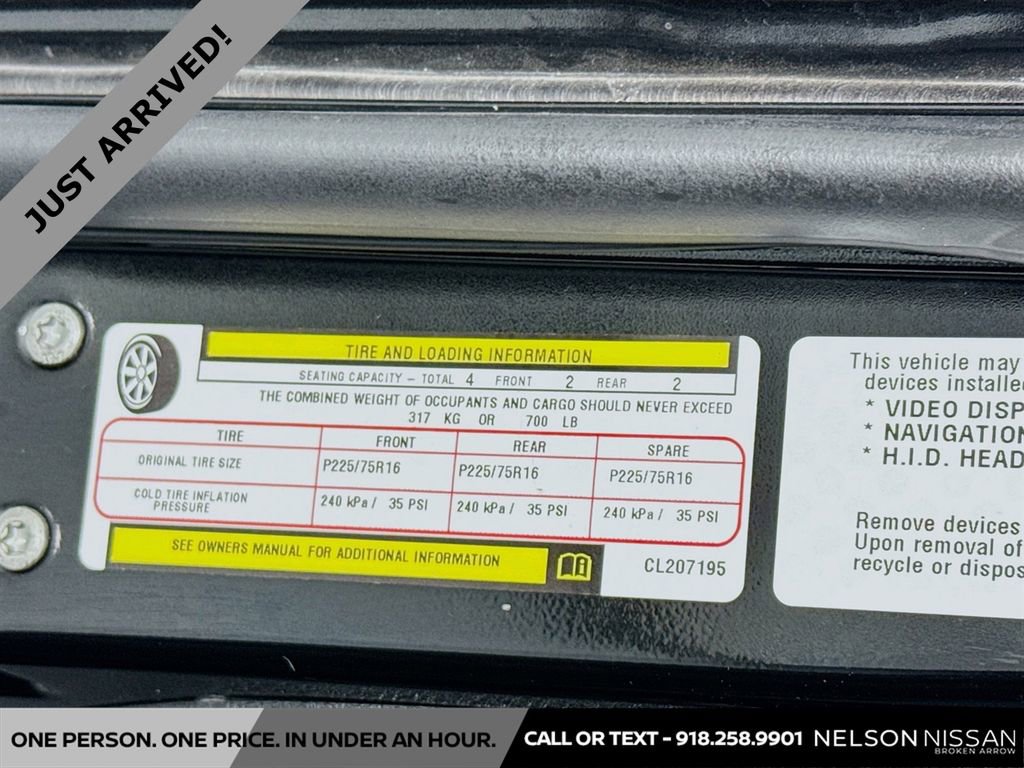 JUST ARRIVED!
TIRE AND LOADING INFORMATION
SEATING CAPACITY - TOTAL 4 FRONT 2 REAR 2
THE COMBINED WEIGHT OF OCCUPANTS AND CARGO SHOULD NEVER EXCEED
317 KG OR 700 LB
TIRE FRONT REAR SPARE
ORIGINAL TIRE SIZE P225/75R16 P225/75R16 P225/75R16
COLD TIRE INFLATION
PRESSURE 240 kPa / 35 PSI 240 kPa / 35 PSI 240 kPa / 35 PSI
SEE OWNERS MANUAL FOR ADDITIONAL INFORMATION
CL207195
This vehicle may
devices installed
* VIDEO DISP
* NAVIGATION
* H.I.D. HEAD
Remove devices
Upon removal of
recycle or dispos
ONE PERSON. ONE PRICE. IN UNDER AN HOUR.
CALL OR TEXT - 918.258.9901
NELSON NISSAN
BROKEN ARROW